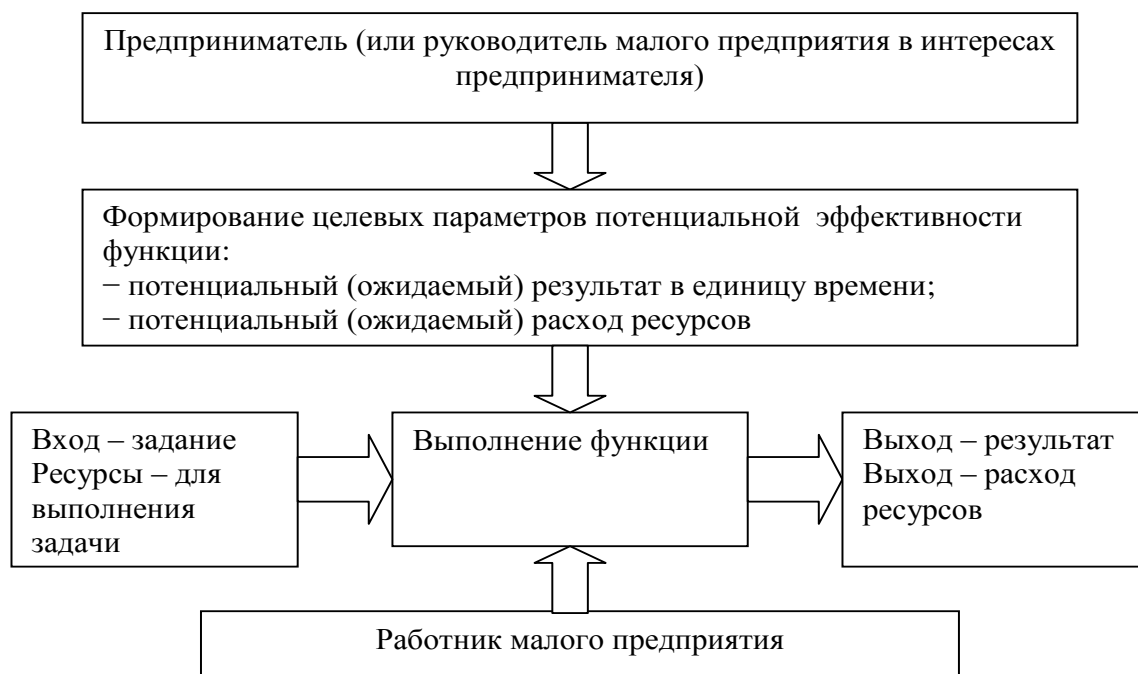 Предприниматель (или руководитель малого предприятия в интересах
предпринимателя)
Формирование целевых параметров потенциальной эффективности
функции:
− потенциальный (ожидаемый) результат в единицу времени;
− потенциальный (ожидаемый) расход ресурсов
Вход – задание
Ресурсы – для
выполнения
задачи
Выполнение функции
Выход – результат
Выход – расход
ресурсов
Работник малого предприятия